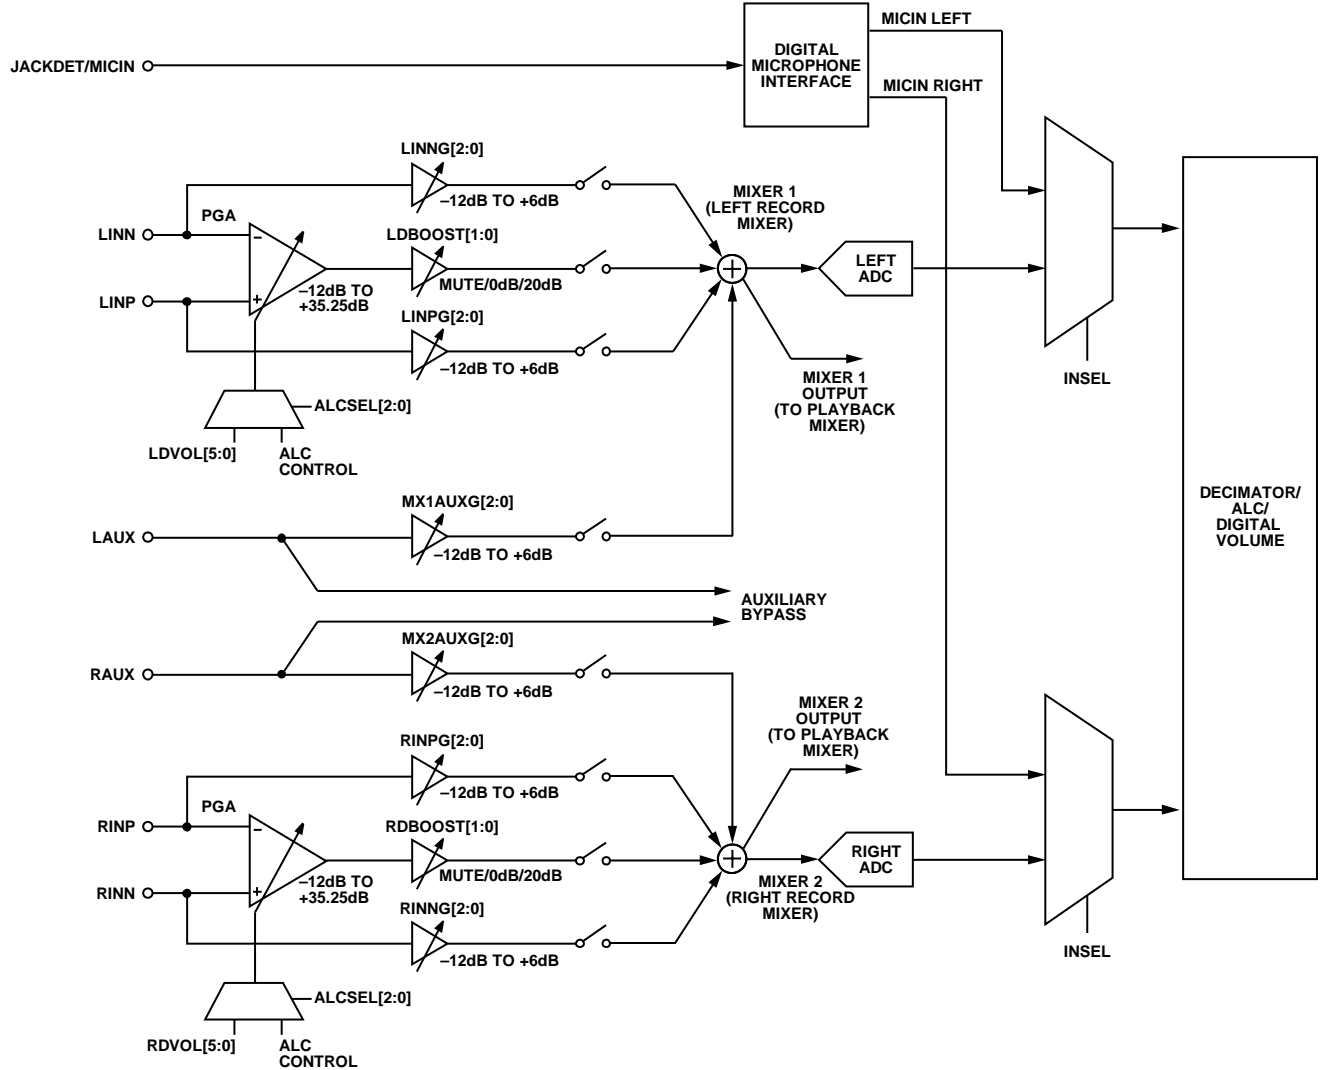 MICIN LEFT
JACKDET/MICIN
DIGITAL
MICROPHONE
INTERFACE
MICIN RIGHT
LINNG[2:0]
–12dB TO +6dB
MIXER 1
(LEFT RECORD
MIXER)
PGA
LINN
–
LDBOOST[1:0]
MUTE/0dB/20dB
LEFT
ADC
LINP
+
–12dB TO
+35.25dB
LINPG[2:0]
–12dB TO +6dB
MIXER 1
OUTPUT
(TO PLAYBACK
MIXER)
INSEL
ALCSEL[2:0]
LDVOL[5:0]
ALC
CONTROL
MX1AUXG[2:0]
LAUX
–12dB TO +6dB
DECIMATOR/
ALC/
DIGITAL
VOLUME
AUXILIARY
BYPASS
MX2AUXG[2:0]
RAUX
–12dB TO +6dB
MIXER 2
OUTPUT
(TO PLAYBACK
MIXER)
RINPG[2:0]
–12dB TO +6dB
PGA
RINP
–
RDBOOST[1:0]
MUTE/0dB/20dB
RIGHT
ADC
RINN
+
–12dB TO
+35.25dB
MIXER 2
(RIGHT RECORD
MIXER)
RINNG[2:0]
–12dB TO +6dB
INSEL
ALCSEL[2:0]
RDVOL[5:0]
ALC
CONTROL